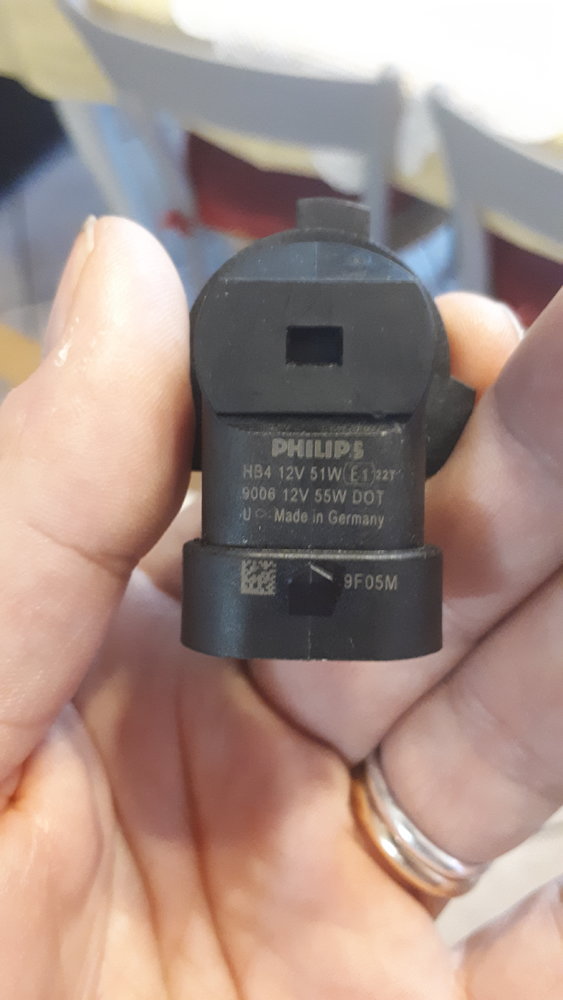 PHILIPS
HB4 12V 51W E1 22T
9006 12V 55W DOT
U Made in Germany
9F05M